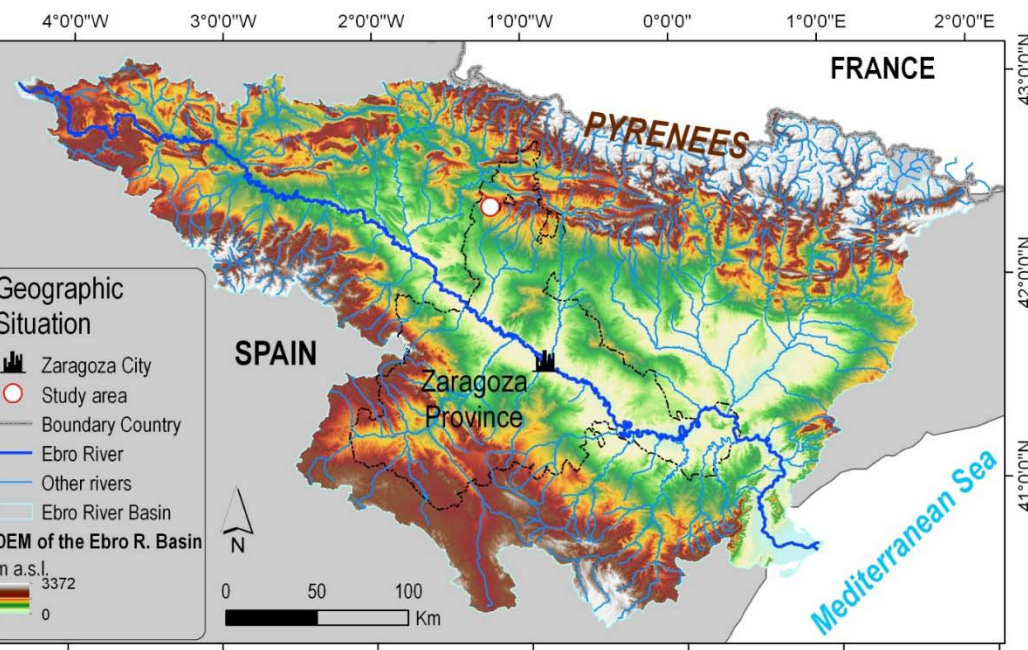 4°0'0"W 3°0'0"W 2°0'0"W 1°0'0"W 0°0'0" 1°0'0"E 2°0'0"E
FRANCE
43°0'0"N
PYRENEES
42°0'0"N
Geographic
Situation
Zaragoza City
Study area
Boundary Country
Ebro River
Other rivers
Ebro River Basin
DEM of the Ebro R. Basin
m a.s.l.
3372
0
SPAIN
Zaragoza
Province
41°0'0"N
N
0 50 100
Km
Mediterranean Sea